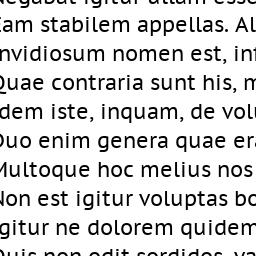 Negabat igitur ullam esse
Eam stabilem appellas. Al
Invidiosum nomen est, inf
Quae contraria sunt his, m
Idem iste, inquam, de volu
Duo enim genera quae era
Multoque hoc melius nos
Non est igitur voluptas bo
Igitur ne dolorem quidem
Quis non odit sordidos, va